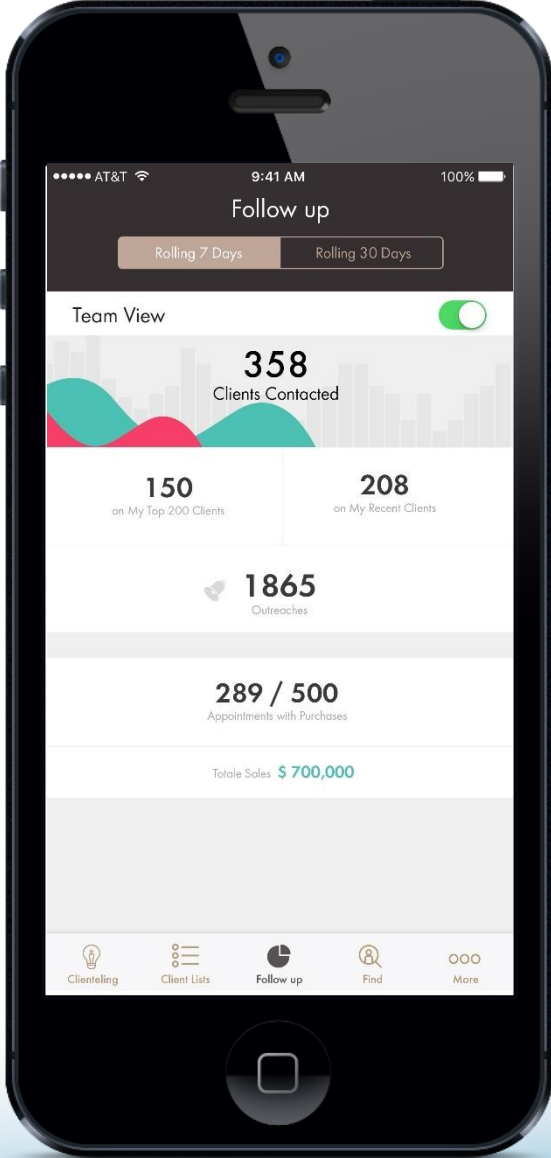 AT&T 9:41 AM 100%
Follow up
Rolling 7 Days Rolling 30 Days
Team View
358
Clients Contacted
150 208
on My Top 200 Clients on My Recent Clients
1865
Outreaches
289 / 500
Appointments with Purchases
Totale Sales $ 700,000
Clienteling Client Lists Follow up Find More